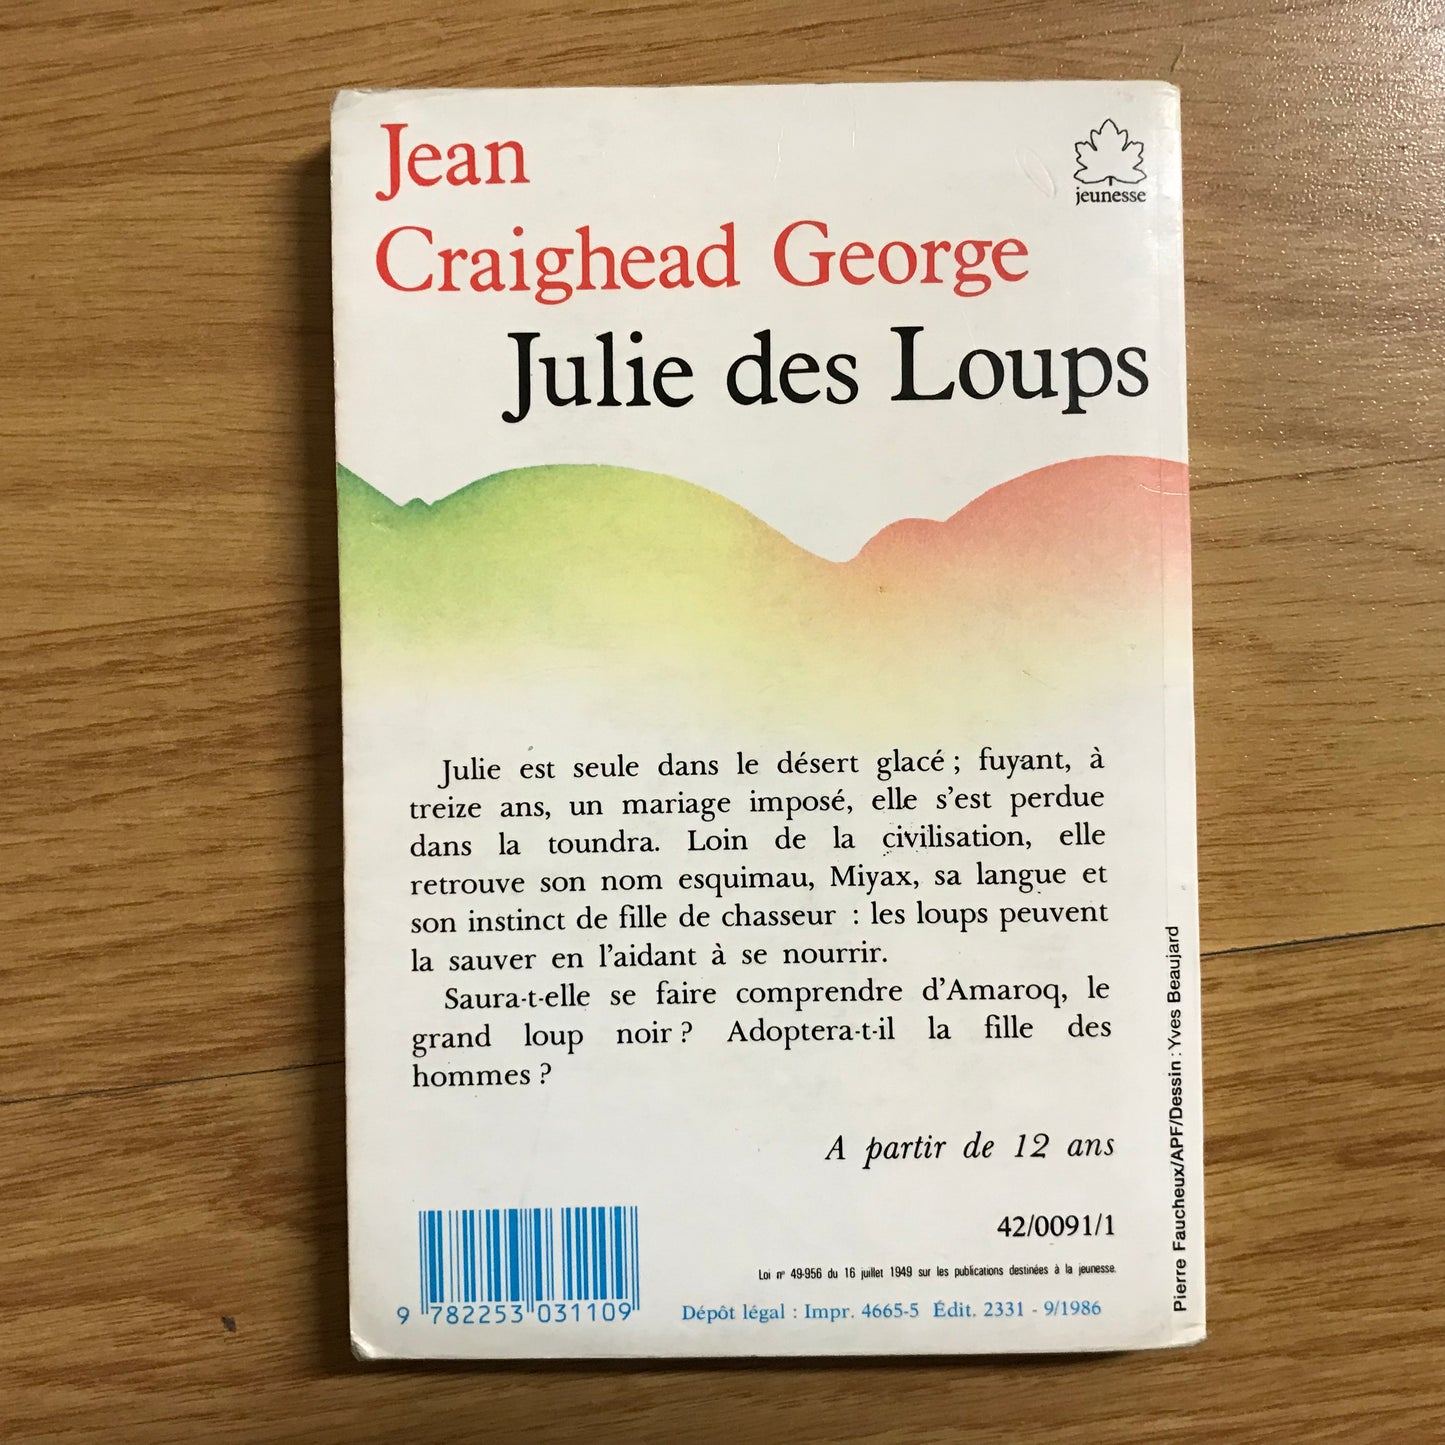 Jean
Craighead George
jeunesse
Julie des Loups
Julie est seule dans le désert glacé ; fuyant, à
treize ans, un mariage imposé, elle s'est perdue
dans la toundra. Loin de la civilisation, elle
retrouve son nom esquimau, Miyax, sa langue et
son instinct de fille de chasseur : les loups peuvent
la sauver en l'aidant à se nourrir.
Saura-t-elle se faire comprendre d'Amaroq, le
grand loup noir ? Adoptera-t-il la fille des
hommes ?
A partir de 12 ans
42/0091/1
Loi n° 49-956 du 16 juillet 1949 sur les publications destinées à la jeunesse.
9 782253 031109
Dépôt légal : Impr. 4665-5 Édit. 2331 - 9/1986
Pierre Faucheux/APF/Dessin : Yves Beaujard